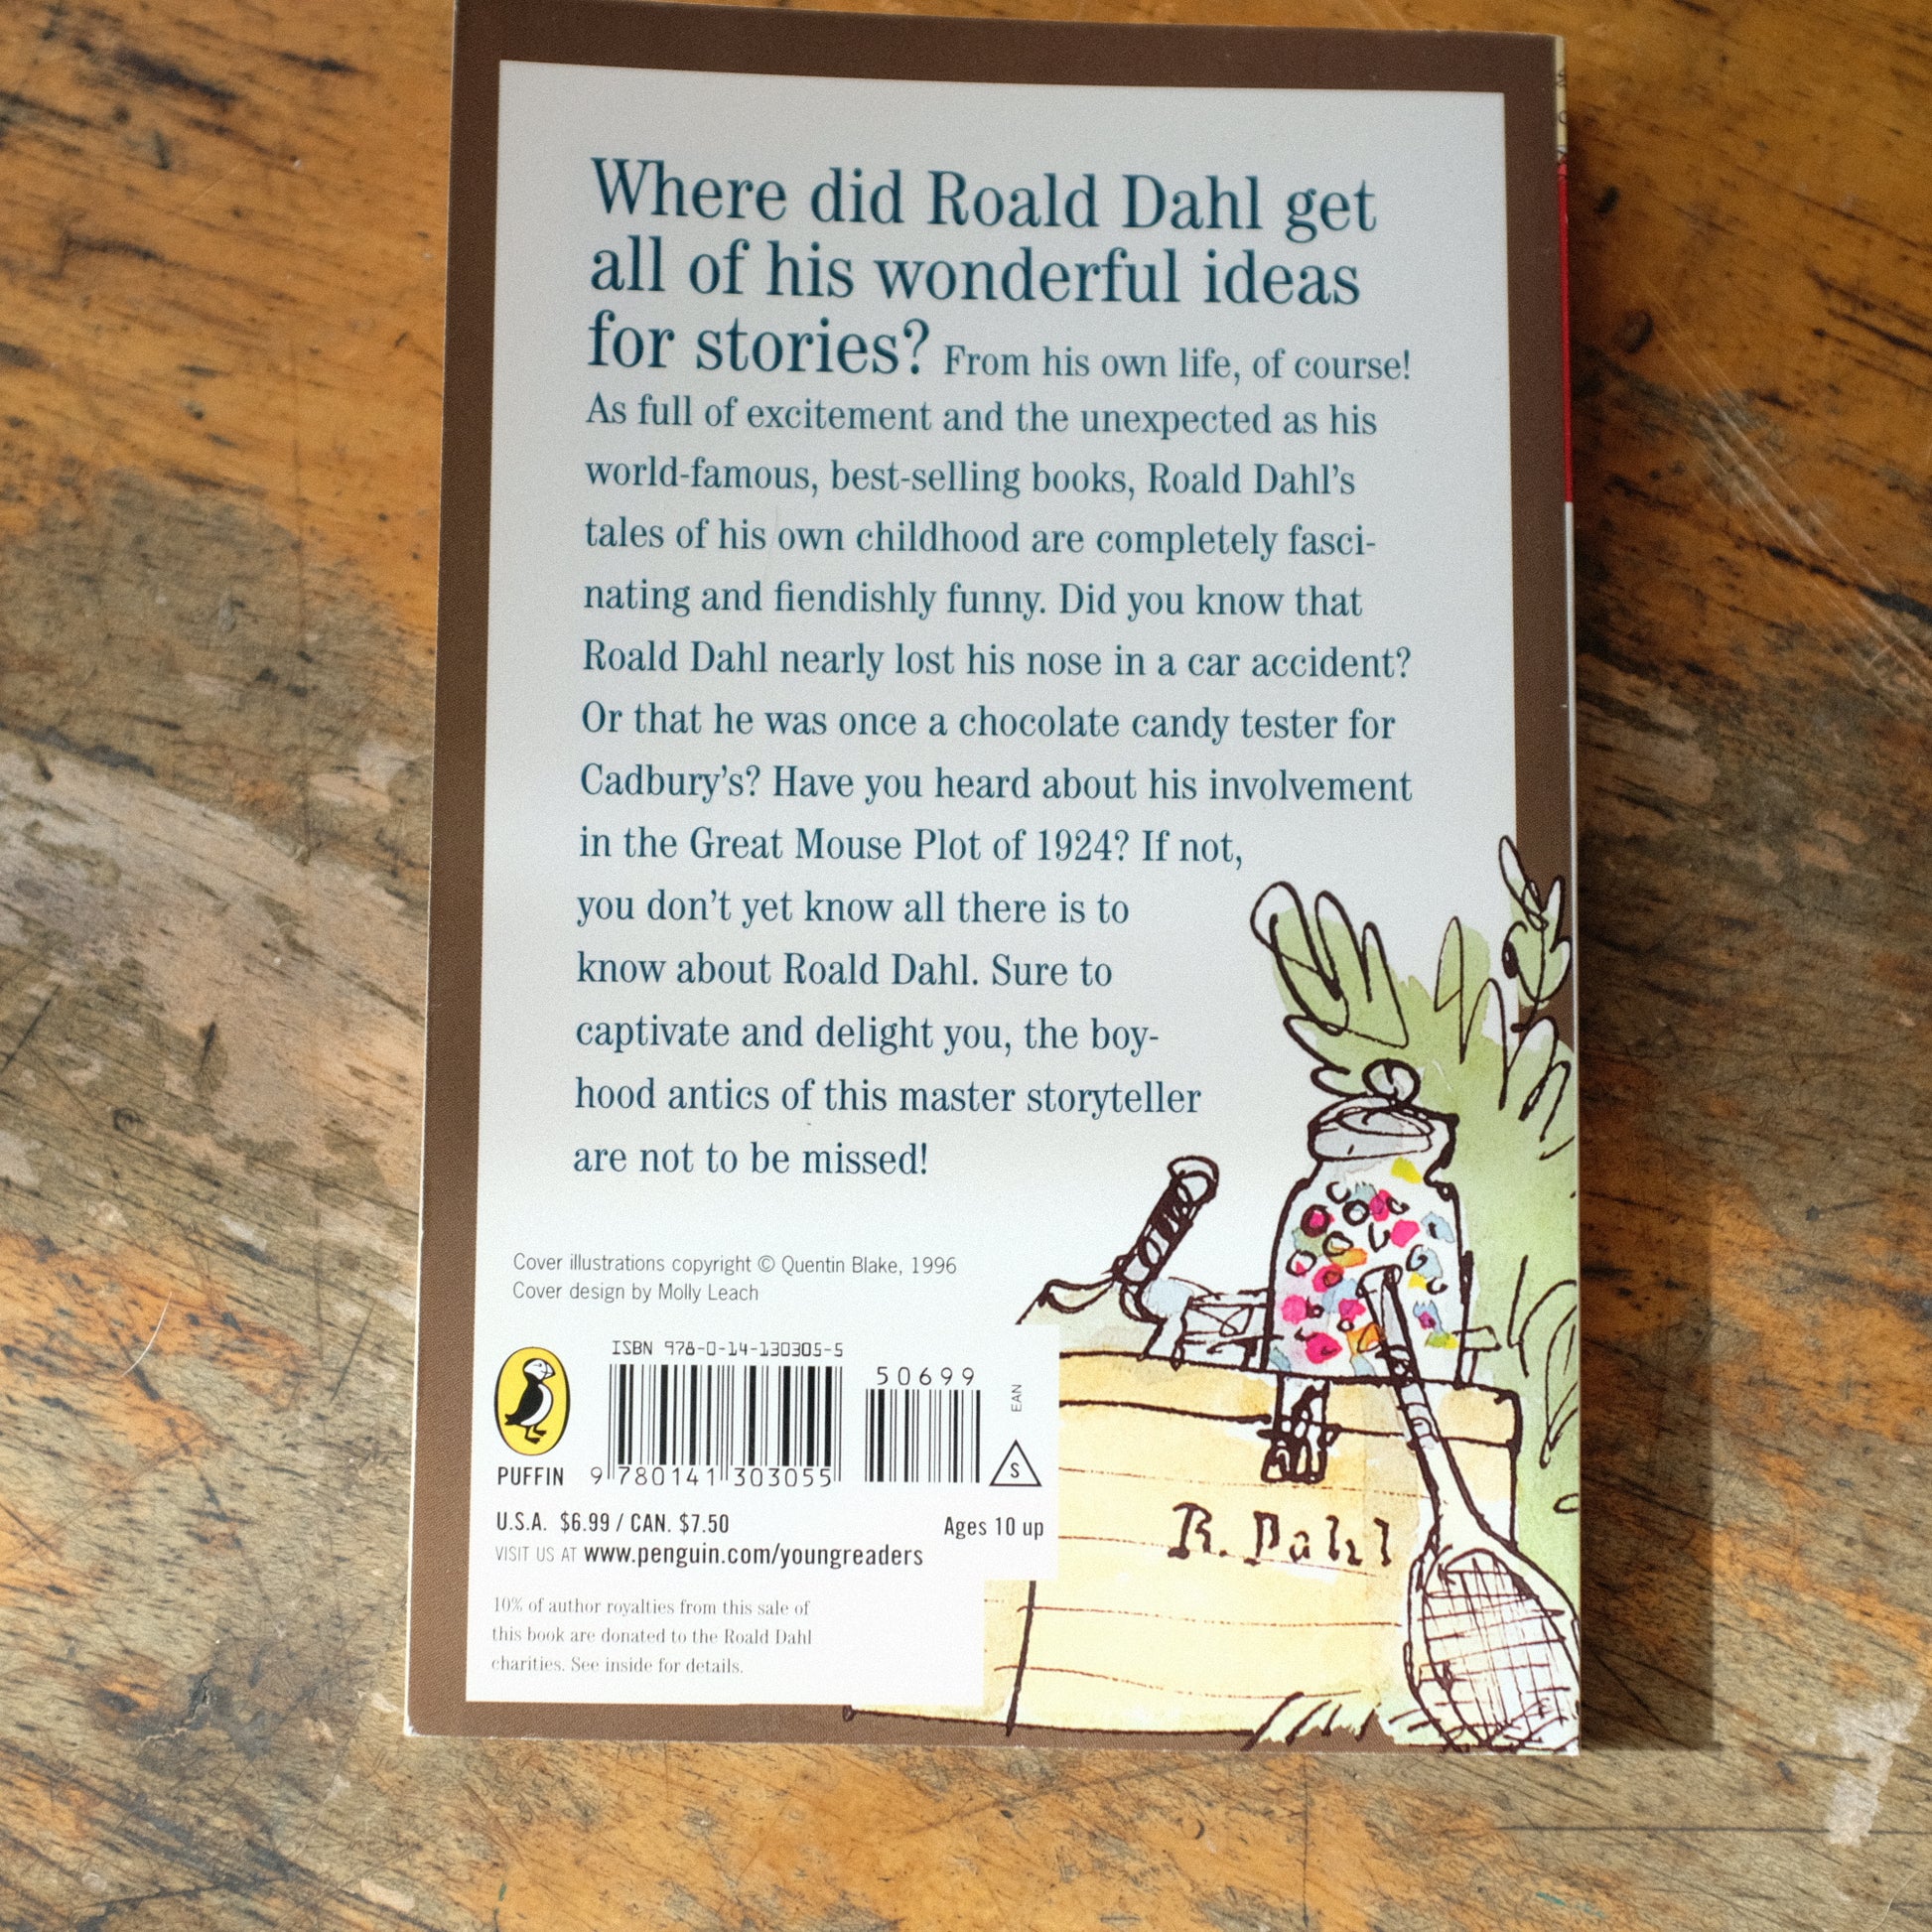 Where did Roald Dahl get
all of his wonderful ideas
for stories? From his own life, of course!
As full of excitement and the unexpected as his
world-famous, best-selling books, Roald Dahl's
tales of his own childhood are completely fasci-
nating and fiendishly funny. Did you know that
Roald Dahl nearly lost his nose in a car accident?
Or that he was once a chocolate candy tester for
Cadbury's? Have you heard about his involvement
in the Great Mouse Plot of 1924? If not,
you don't yet know all there is to
know about Roald Dahl. Sure to
captivate and delight you, the boy-
hood antics of this master storyteller
are not to be missed!
Cover illustrations copyright © Quentin Blake, 1996
Cover design by Molly Leach
ISBN 978-0-14-130305-5
50699
EAN
S
PUFFIN
9 780141 303055
U.S.A. $6.99 / CAN. $7.50
Ages 10 up
VISIT US AT www.penguin.com/youngreaders
10% of author royalties from this sale of
this book are donated to the Roald Dahl
charities. See inside for details.
R. Dahl